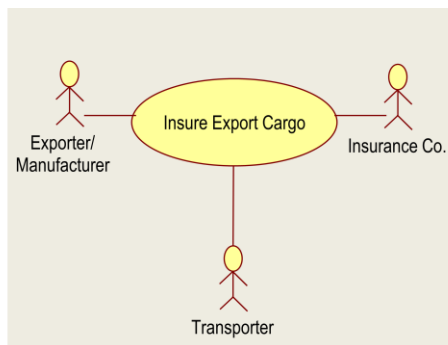 Insure Export Cargo
Exporter/
Manufacturer
Insurance Co.
Transporter